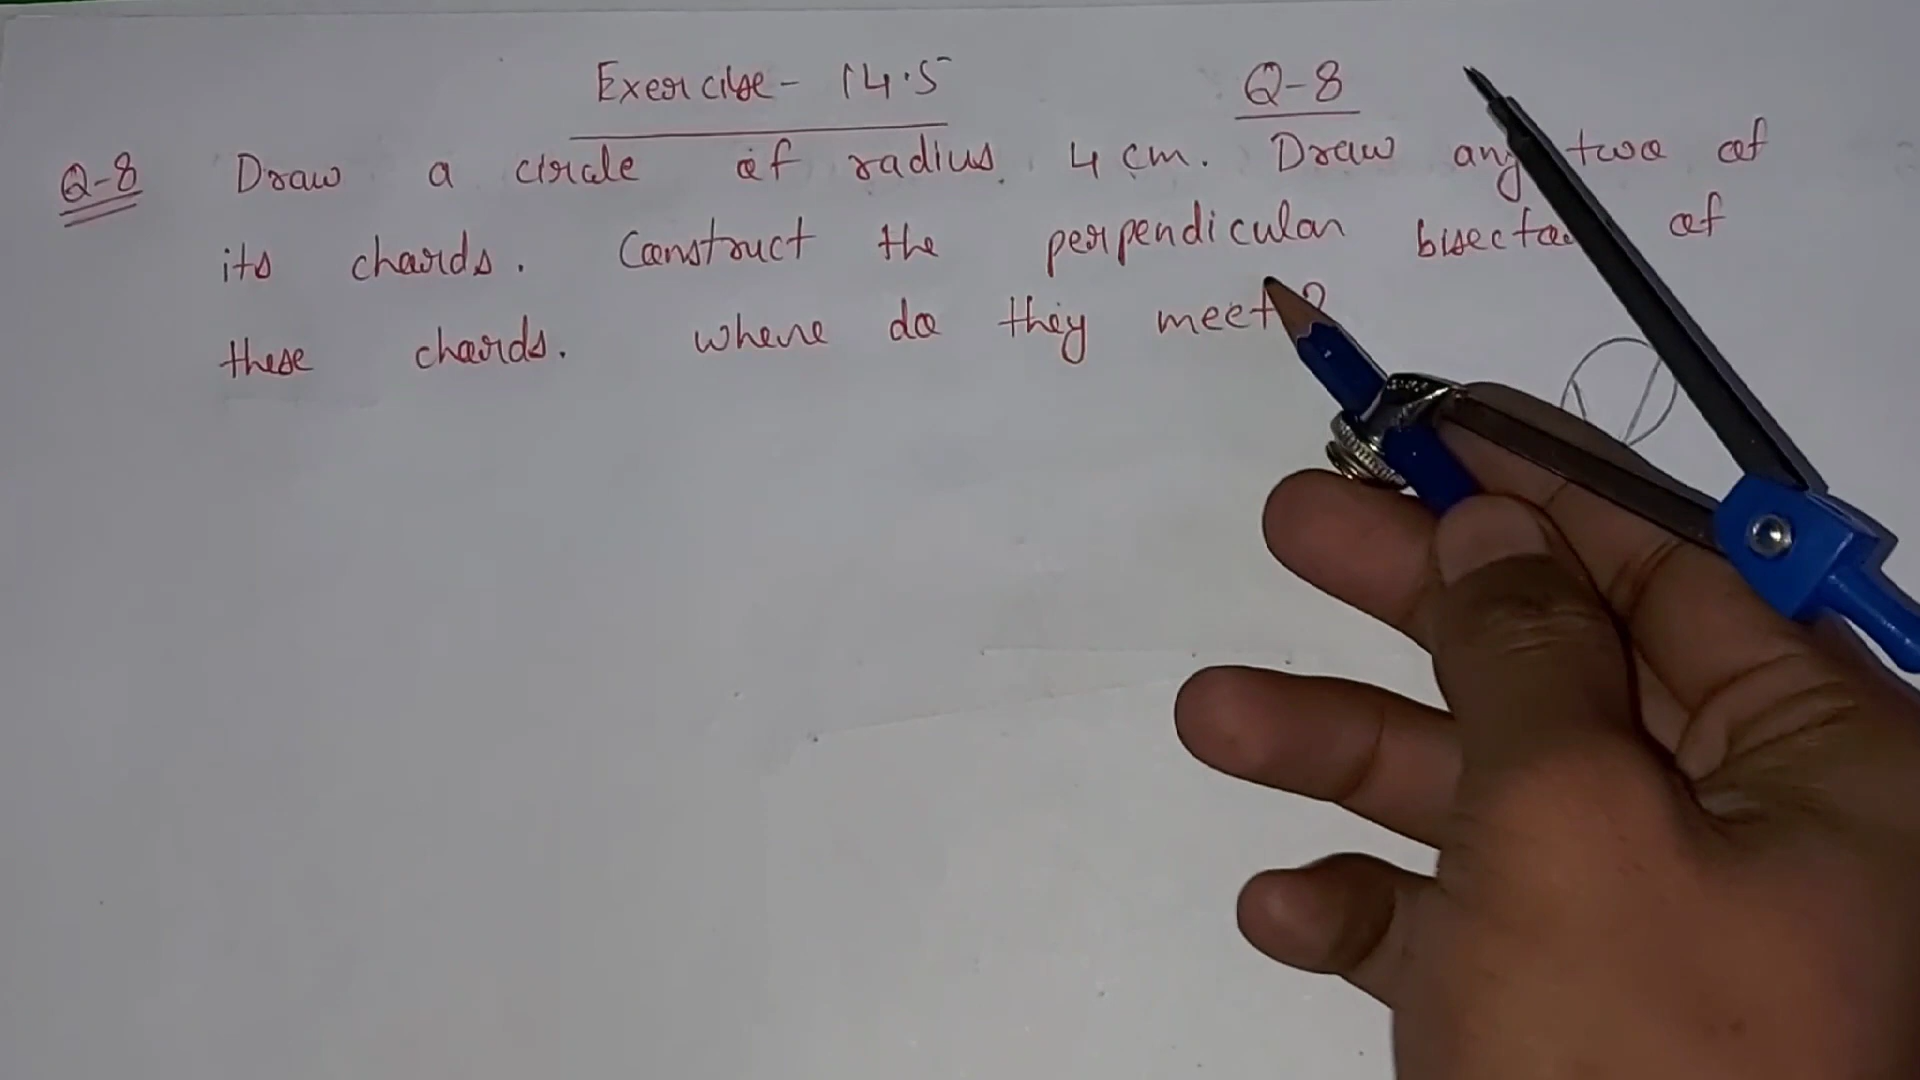 Exercise - 14.5 Q-8
Q-8 Draw a circle of radius 4 cm. Draw any two of
its chords. Construct the perpendicular bisector of
these chords. where do they meet?